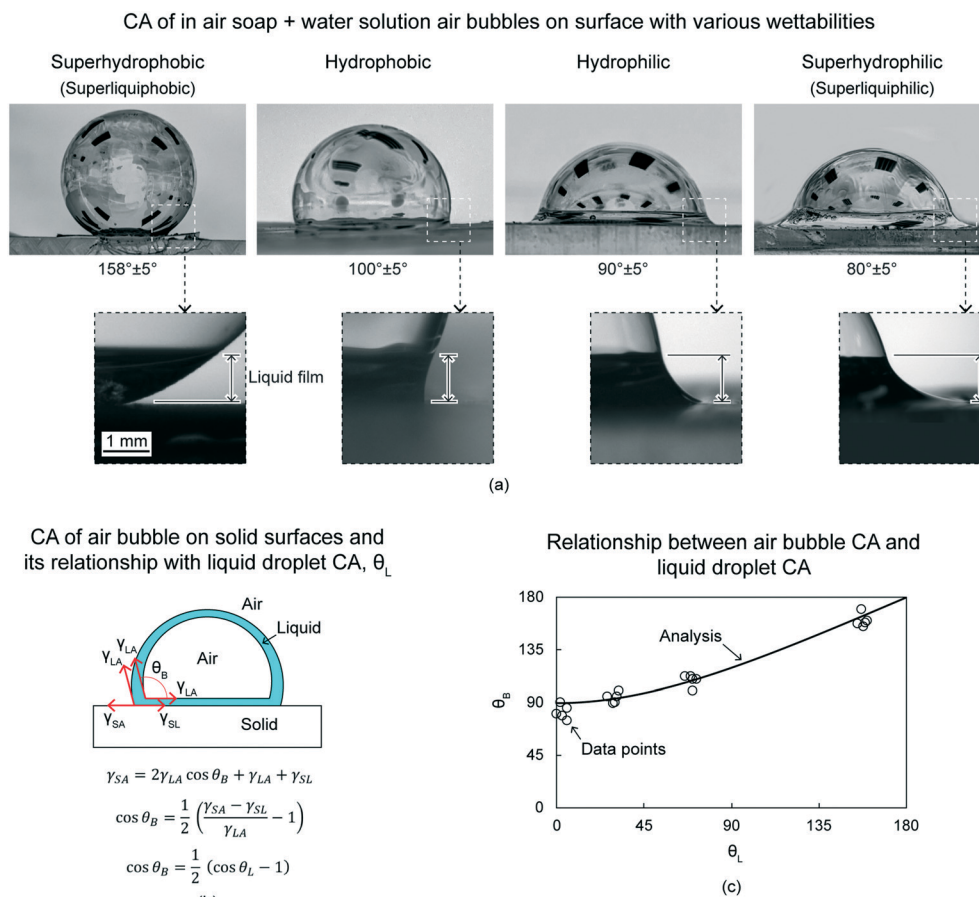 CA of in air soap + water solution air bubbles on surface with various wettabilities
Superhydrophobic
(Superliquiphobic)
Hydrophobic
Hydrophilic
Superhydrophilic
(Superliquiphilic)
158°±5°
100°±5°
90°±5°
80°±5°
Liquid film
1 mm
(a)
CA of air bubble on solid surfaces and
its relationship with liquid droplet CA, θL
Air
Liquid
Air
γLA
γLA
θB
γLA
γSA
γSL
Solid
γSA = 2γLA cos θB + γLA + γSL
cos θB = 1/2 ((γSA − γSL)/γLA − 1)
cos θB = 1/2 (cos θL − 1)
Relationship between air bubble CA and
liquid droplet CA
180
135
90
45
0
θB
Analysis
Data points
0 45 90 135 180
θL
(c)